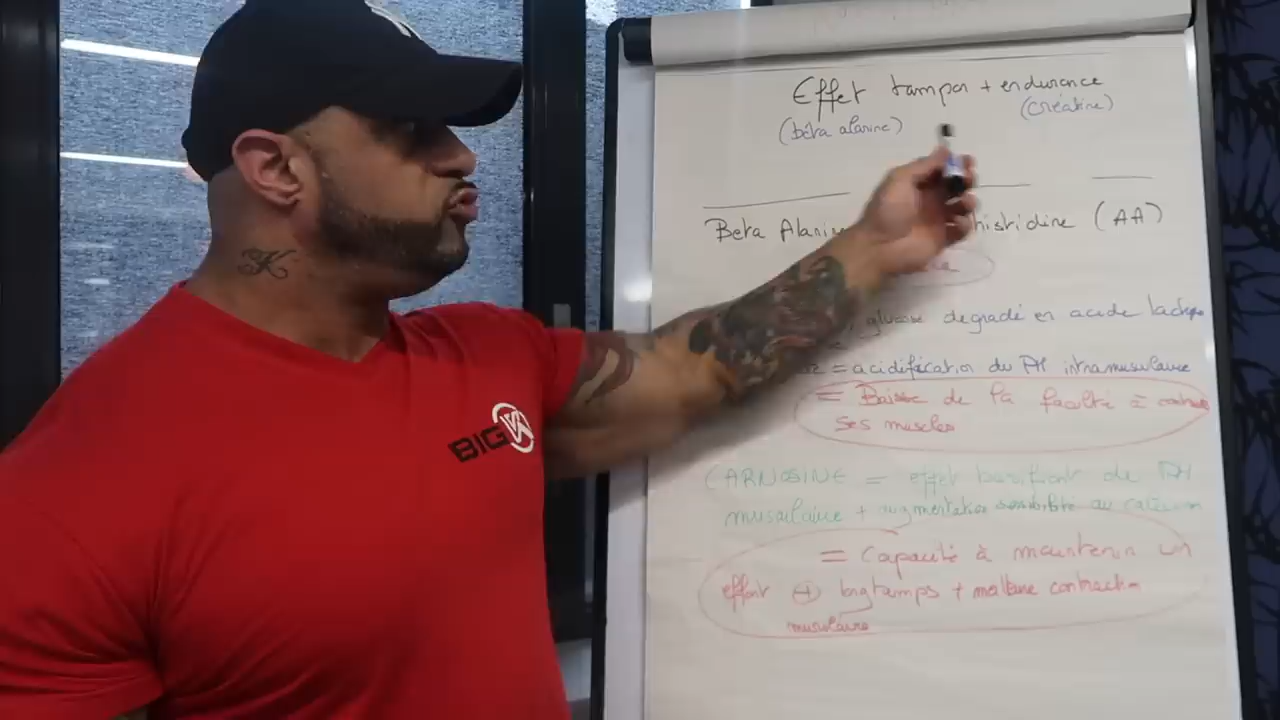 Effet tampon + endurance
(bêta alanine) (créatine)
Beta Alanine histidine (AA)
glucose degradé en acide lactique
= acidification du PH intramusculaire
= Baisse de la faculté à contracter
ses muscles
CARNOSINE = effet basifiant de PH
musculaire + augmentation sensibilité au calcium
= Capacité à maintenir un
effort + longtemps + meilleure contraction
musculaire
BIG
K